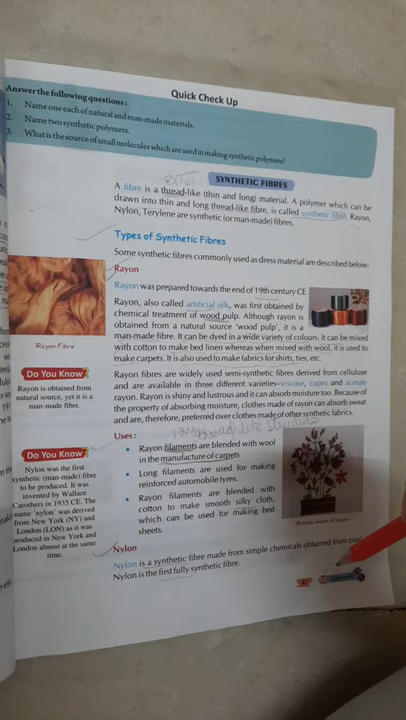 Quick Check Up
Answer the following questions :
1. Name one each of natural and man-made materials.
2. Name two synthetic polymers.
3. What is the source of small molecules which are used in making synthetic polymers?
SYNTHETIC FIBRES
A fibre is a thread-like (thin and long) material. A polymer which can be
drawn into thin and long thread-like fibre, is called synthetic fibre. Rayon,
Nylon, Terylene are synthetic (or man-made) fibres.
Types of Synthetic Fibres
Some synthetic fibres commonly used as dress material are described below:
Rayon
Rayon was prepared towards the end of 19th century CE.
Rayon, also called artificial silk, was first obtained by
chemical treatment of wood pulp. Although rayon is
obtained from a natural source 'wood pulp', it is a
man-made fibre. It can be dyed in a wide variety of colours. It can be mixed
with cotton to make bed linen whereas when mixed with wool, it is used to
make carpets. It is also used to make fabrics for shirts, ties, etc.
Rayon Fibre
Do You Know
Rayon is obtained from
natural source, yet it is a
man-made fibre.
Rayon fibres are widely used semi-synthetic fibres derived from cellulose
and are available in three different varieties–viscose, cupro and acetate
rayon. Rayon is shiny and lustrous and it can absorb moisture too. Because of
the property of absorbing moisture, clothes made of rayon can absorb sweat
and are, therefore, preferred over clothes made of other synthetic fabrics.
thread like structure
Uses :
• Rayon filaments are blended with wool
in the manufacture of carpets
• Long filaments are used for making
reinforced automobile tyres.
• Rayon filaments are blended with
cotton to make smooth silky cloth,
which can be used for making bed
sheets.
Articles made of rayon
Do You Know
Nylon was the first
synthetic (man-made) fibre
to be produced. It was
invented by Wallace
Carothers in 1935 CE. The
name 'nylon' was derived
from New York (NY) and
London (LON) as it was
produced in New York and
London almost at the same
time.
Nylon
Nylon is a synthetic fibre made from simple chemicals obtained from coal
Nylon is the first fully synthetic fibre.